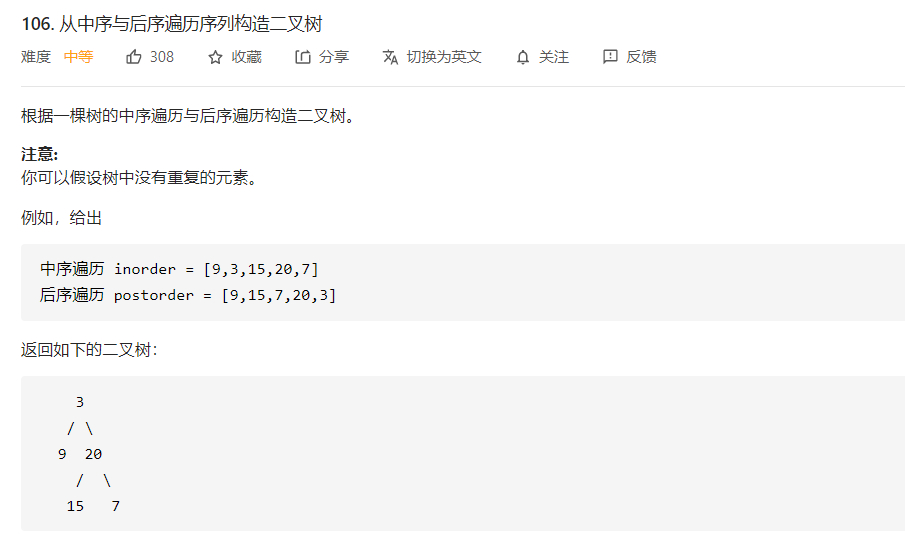 106. 从中序与后序遍历序列构造二叉树
难度 中等 308 收藏 分享 切换为英文 关注 反馈
根据一棵树的中序遍历与后序遍历构造二叉树。
注意:
你可以假设树中没有重复的元素。
例如，给出
中序遍历 inorder = [9,3,15,20,7]
后序遍历 postorder = [9,15,7,20,3]
返回如下的二叉树：
3
/ \
9 20
/ \
15 7